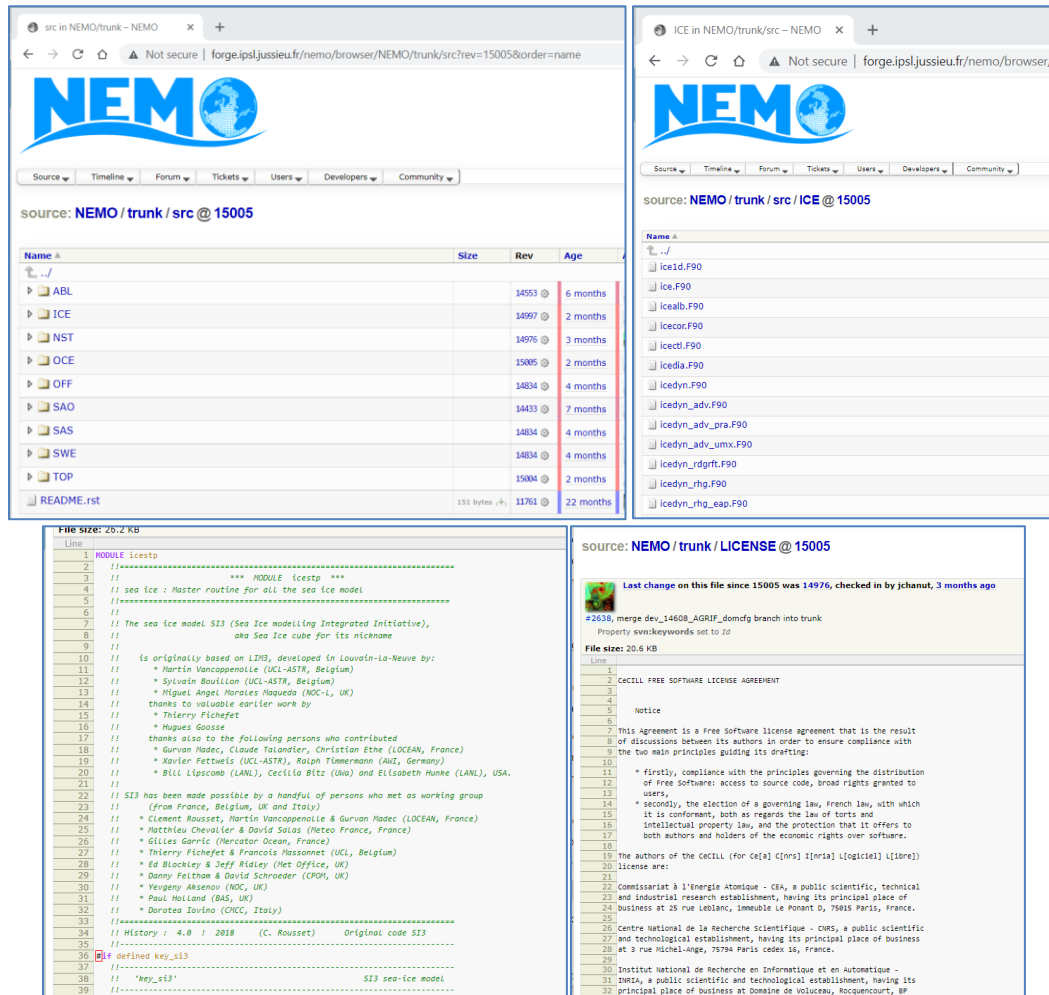 src in NEMO/trunk – NEMO × +
Not secure | forge.ipsl.jussieu.fr/nemo/browser/NEMO/trunk/src?rev=15005&order=name
NEMO
Source Timeline Forum Tickets Users Developers Community
source: NEMO / trunk / src @ 15005
Name Size Rev Age
../
ABL 14553 6 months
ICE 14997 2 months
NST 14976 3 months
OCE 15005 2 months
OFF 14834 4 months
SAO 14433 7 months
SAS 14834 4 months
SWE 14834 4 months
TOP 15004 2 months
README.rst 151 bytes 11761 22 months
ICE in NEMO/trunk/src – NEMO × +
Not secure | forge.ipsl.jussieu.fr/nemo/browser/
NEMO
Source Timeline Forum Tickets Users Developers Community
source: NEMO / trunk / src / ICE @ 15005
Name
../
ice1d.F90
ice.F90
icealb.F90
icecor.F90
icectl.F90
icedia.F90
icedyn.F90
icedyn_adv.F90
icedyn_adv_pra.F90
icedyn_adv_umx.F90
icedyn_rdgrft.F90
icedyn_rhg.F90
icedyn_rhg_eap.F90
File size: 26.2 KB
Line
1 MODULE icestp
2 !!======================================================================
3 !! *** MODULE icestp ***
4 !! sea ice : Master routine for all the sea ice model
5 !!=====================================================================
6 !!
7 !! The sea ice model SI3 (Sea Ice modelling Integrated Initiative),
8 !! aka Sea Ice cube for its nickname
9 !!
10 !! is originally based on LIM3, developed in Louvain-la-Neuve by:
11 !! * Martin Vancoppenolle (UCL-ASTR, Belgium)
12 !! * Sylvain Bouillon (UCL-ASTR, Belgium)
13 !! * Miguel Angel Morales Maqueda (NOC-L, UK)
14 !! thanks to valuable earlier work by
15 !! * Thierry Fichefet
16 !! * Hugues Goosse
17 !! thanks also to the following persons who contributed
18 !! * Gurvan Madec, Claude Talandier, Christian Ethe (LOCEAN, France)
19 !! * Xavier Fettweis (UCL-ASTR), Ralph Timmermann (AWI, Germany)
20 !! * Bill Lipscomb (LANL), Cecilia Bitz (UWa) and Elisabeth Hunke (LANL), USA.
21 !!
22 !! SI3 has been made possible by a handful of persons who met as working group
23 !! (from France, Belgium, UK and Italy)
24 !! * Clement Rousset, Martin Vancoppenolle & Gurvan Madec (LOCEAN, France)
25 !! * Matthieu Chevalier & David Salas (Meteo France, France)
26 !! * Gilles Garric (Mercator Ocean, France)
27 !! * Thierry Fichefet & Francois Massonnet (UCL, Belgium)
28 !! * Ed Blockley & Jeff Ridley (Met Office, UK)
29 !! * Danny Feltham & David Schroeder (CPOM, UK)
30 !! * Yevgeny Aksenov (NOC, UK)
31 !! * Paul Holland (BAS, UK)
32 !! * Dorotea Iovino (CMCC, Italy)
33 !!======================================================================
34 !! History : 4.0 ! 2018 (C. Rousset) Original code SI3
35 !!----------------------------------------------------------------------
36 #if defined key_si3
37 !!----------------------------------------------------------------------
38 !! 'key_si3' SI3 sea-ice model
39 !!----------------------------------------------------------------------
source: NEMO / trunk / LICENSE @ 15005
Last change on this file since 15005 was 14976, checked in by jchanut, 3 months ago
#2638, merge dev_14608_AGRIF_domcfg branch into trunk
Property svn:keywords set to Id
File size: 20.6 KB
Line
1
2 CeCILL FREE SOFTWARE LICENSE AGREEMENT
3
4
5 Notice
6
7 This Agreement is a Free Software license agreement that is the result
8 of discussions between its authors in order to ensure compliance with
9 the two main principles guiding its drafting:
10
11 * firstly, compliance with the principles governing the distribution
12 of Free Software: access to source code, broad rights granted to
13 users,
14 * secondly, the election of a governing law, French law, with which
15 it is conformant, both as regards the law of torts and
16 intellectual property law, and the protection that it offers to
17 both authors and holders of the economic rights over software.
18
19 The authors of the CeCILL (for Ce[a] C[nrs] I[nria] L[ogiciel] L[ibre])
20 license are:
21
22 Commissariat à l'Energie Atomique - CEA, a public scientific, technical
23 and industrial research establishment, having its principal place of
24 business at 25 rue Leblanc, immeuble Le Ponant D, 75015 Paris, France.
25
26 Centre National de la Recherche Scientifique - CNRS, a public scientific
27 and technological establishment, having its principal place of business
28 at 3 rue Michel-Ange, 75794 Paris cedex 16, France.
29
30 Institut National de Recherche en Informatique et en Automatique -
31 INRIA, a public scientific and technological establishment, having its
32 principal place of business at Domaine de Voluceau, Rocquencourt, BP